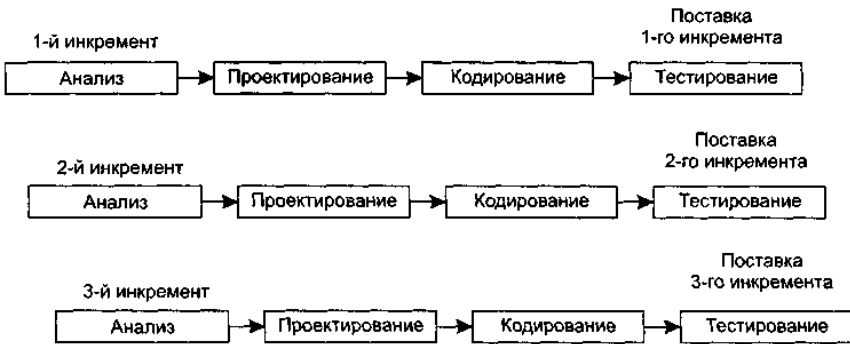 1-й инкремент
Поставка
1-го инкремента
Анализ
Проектирование
Кодирование
Тестирование
2-й инкремент
Поставка
2-го инкремента
Анализ
Проектирование
Кодирование
Тестирование
3-й инкремент
Поставка
3-го инкремента
Анализ
Проектирование
Кодирование
Тестирование